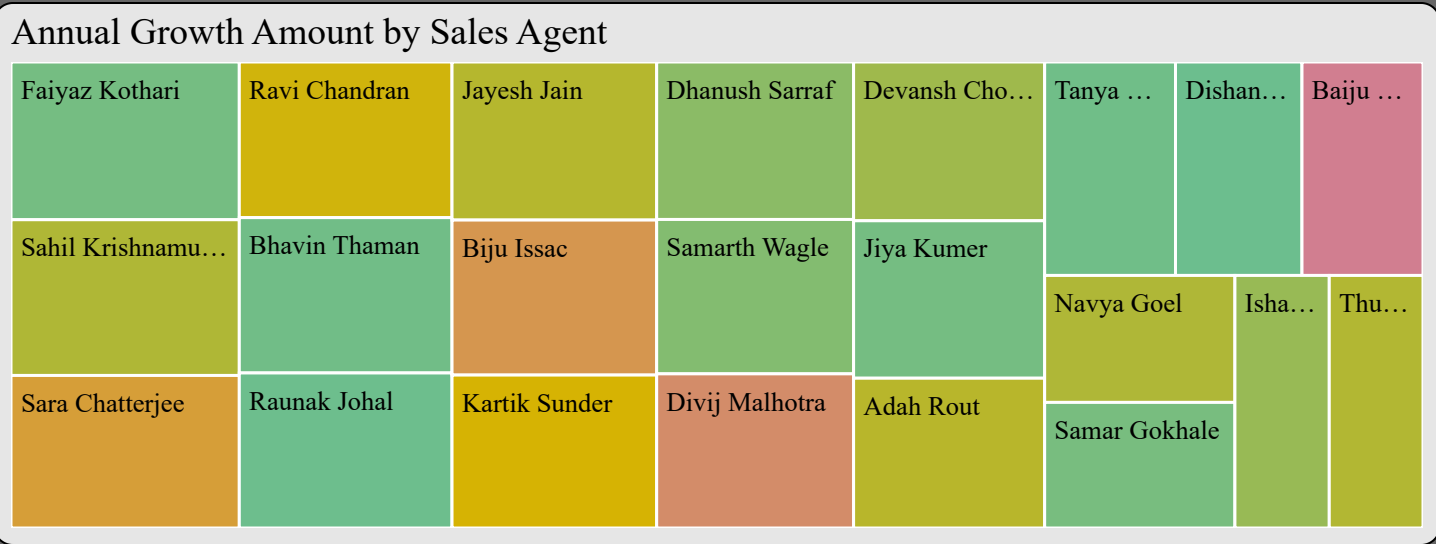 Annual Growth Amount by Sales Agent
Faiyaz Kothari
Ravi Chandran
Jayesh Jain
Dhanush Sarraf
Devansh Cho…
Tanya …
Dishan…
Baiju …
Sahil Krishnamu…
Bhavin Thaman
Biju Issac
Samarth Wagle
Jiya Kumer
Navya Goel
Isha…
Thu…
Sara Chatterjee
Raunak Johal
Kartik Sunder
Divij Malhotra
Adah Rout
Samar Gokhale